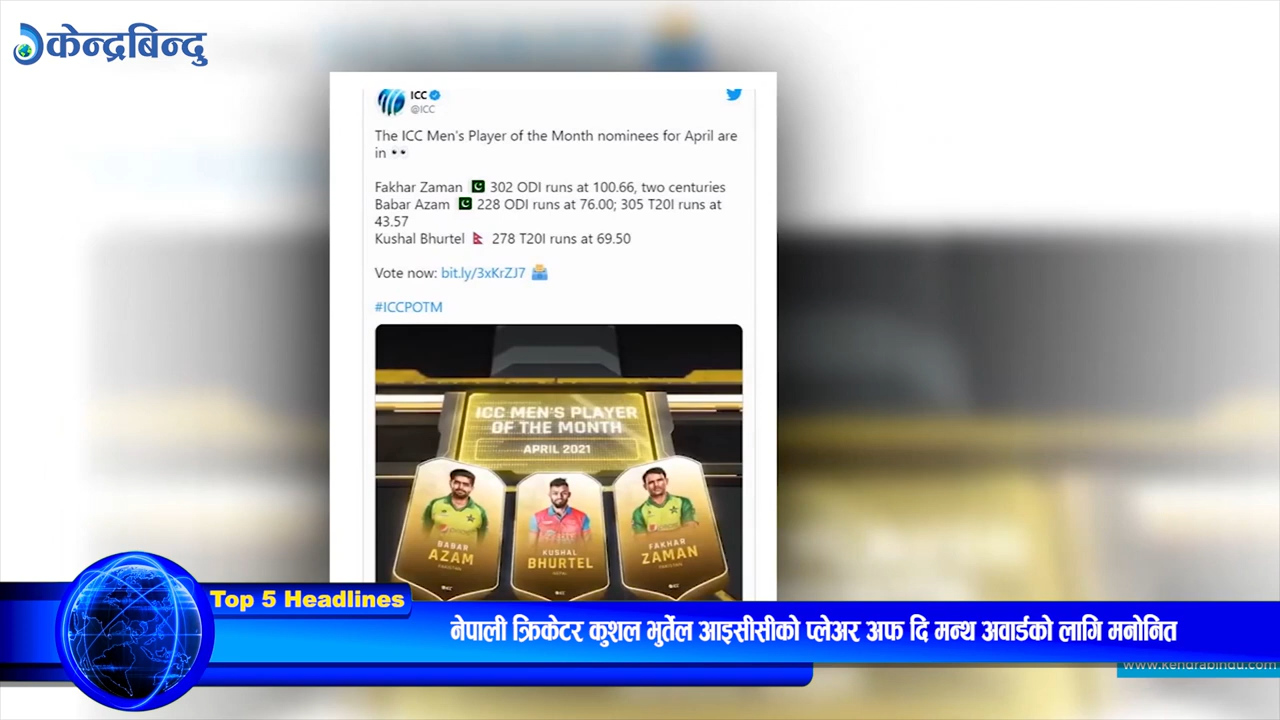 केन्द्रबिन्दु
ICC
@ICC
The ICC Men's Player of the Month nominees for April are
in 👀
Fakhar Zaman 🇵🇰 302 ODI runs at 100.66, two centuries
Babar Azam 🇵🇰 228 ODI runs at 76.00; 305 T20I runs at
43.57
Kushal Bhurtel 🇳🇵 278 T20I runs at 69.50
Vote now: bit.ly/3xKrZJ7 🗳️
#ICCPOTM
ICC MEN'S PLAYER
OF THE MONTH
APRIL 2021
BABAR
AZAM
PAKISTAN
KUSHAL
BHURTEL
NEPAL
FAKHAR
ZAMAN
PAKISTAN
Top 5 Headlines
नेपाली क्रिकेटर कुशल भुर्तेल आइसीसीको प्लेअर अफ दि मन्थ अवार्डको लागि मनोनित
www.kendrabindu.com